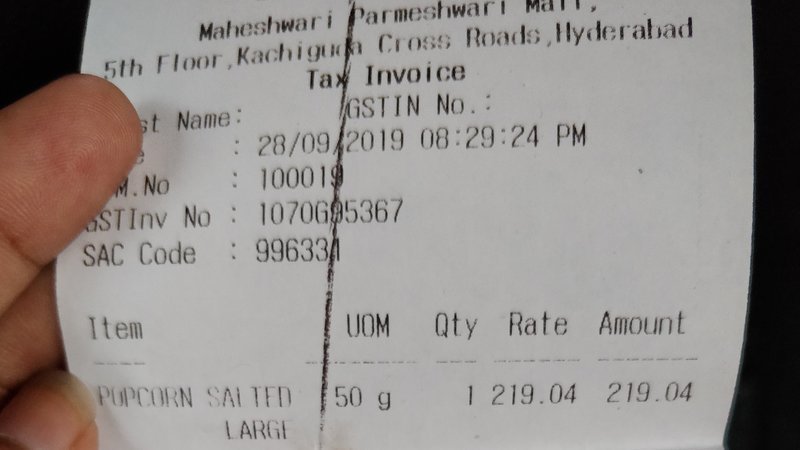 Maheshwari Parmeshwari Mall,
5th Floor,Kachiguda Cross Roads,Hyderabad
Tax Invoice
st Name: GSTIN No.:
e : 28/09/2019 08:29:24 PM
M.No : 100019
GSTInv No : 1070G95367
SAC Code : 996331
Item UOM Qty Rate Amount
POPCORN SALTED 50 g 1 219.04 219.04
LARGE